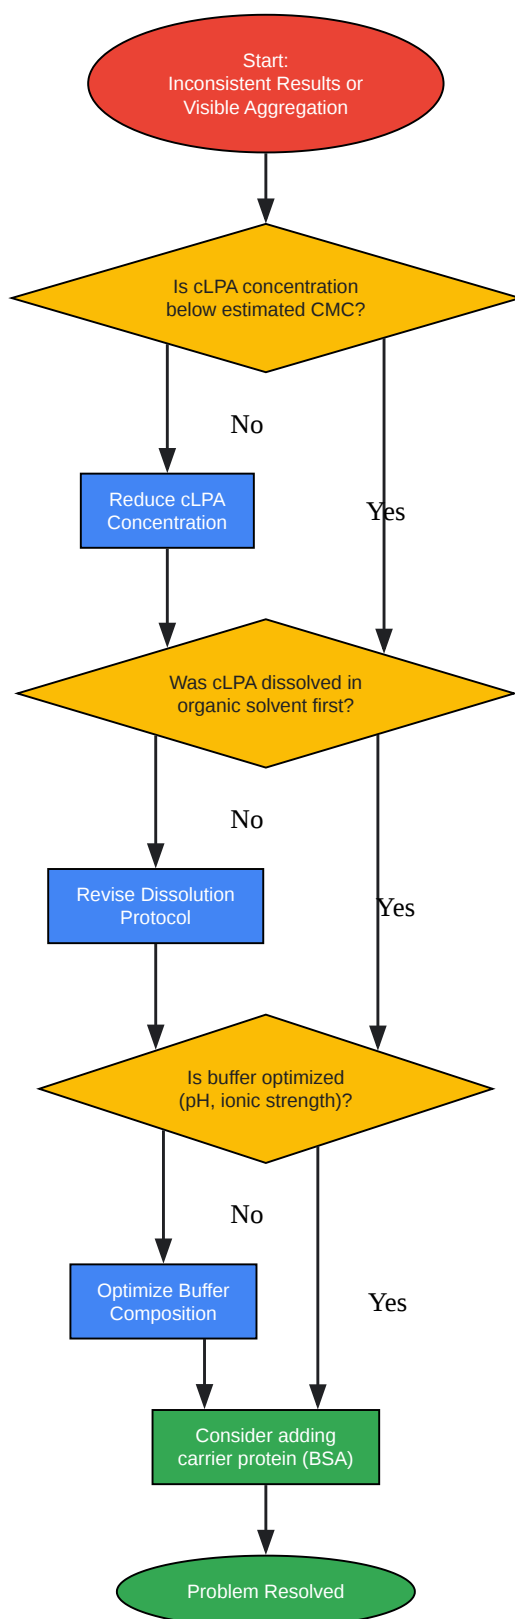 Start:
Inconsistent Results or
Visible Aggregation
Is cLPA concentration
below estimated CMC?
No
Reduce cLPA
Concentration
Yes
Was cLPA dissolved in
organic solvent first?
No
Revise Dissolution
Protocol
Yes
Is buffer optimized
(pH, ionic strength)?
No
Optimize Buffer
Composition
Yes
Consider adding
carrier protein (BSA)
Problem Resolved